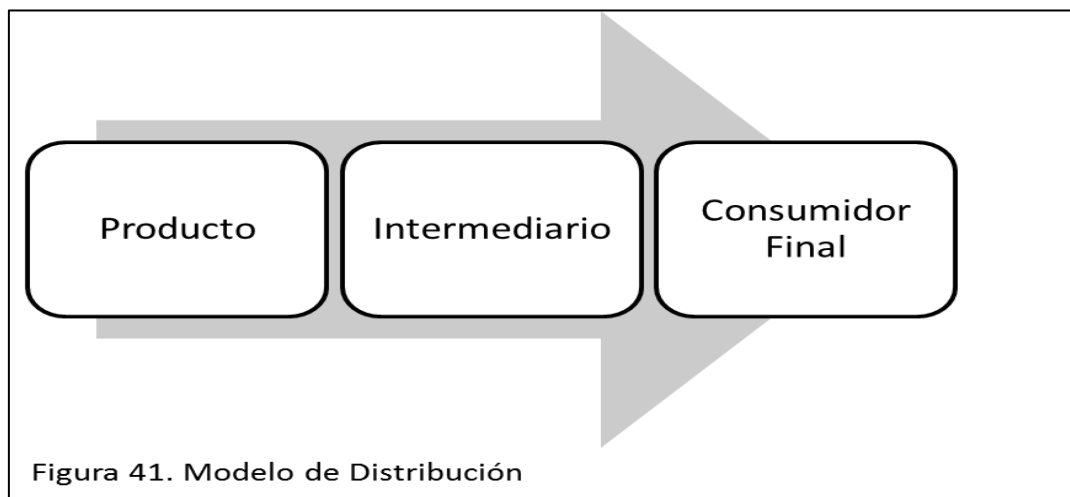 Producto
Intermediario
Consumidor
Final
Figura 41. Modelo de Distribución